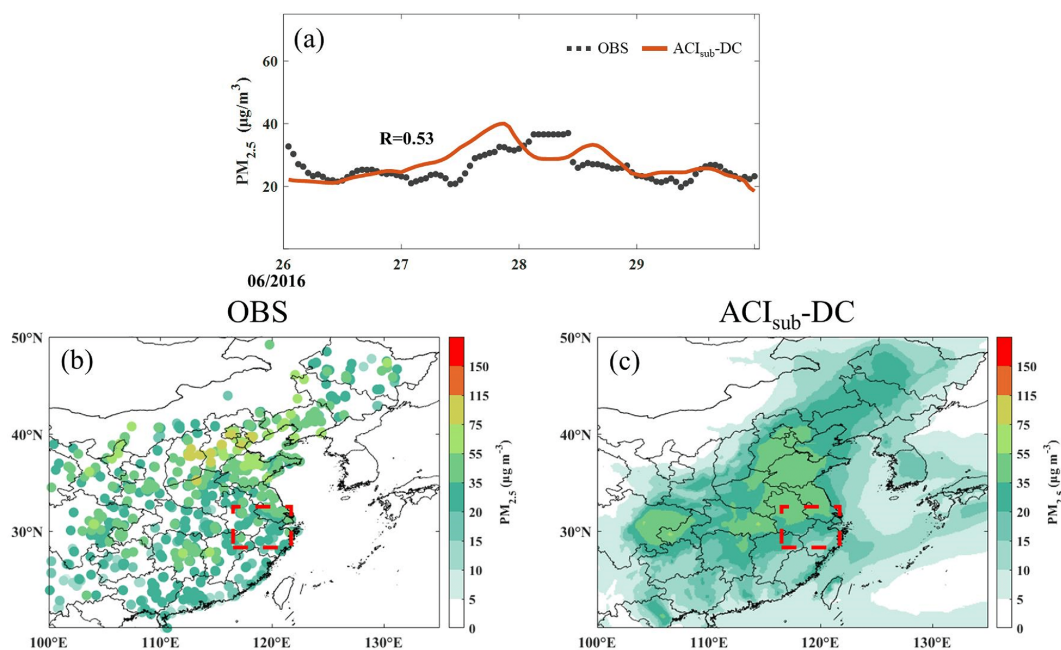 (a)
OBS
ACIsub-DC
R=0.53
PM2.5 (μg/m3)
60
40
20
26
27
28
29
06/2016
OBS
ACIsub-DC
(b)
50°N
40°N
30°N
100°E
110°E
120°E
130°E
150
115
75
55
35
20
15
10
5
0
PM2.5 (μg m-3)
(c)
50°N
40°N
30°N
100°E
110°E
120°E
130°E
150
115
75
55
35
20
15
10
5
0
PM2.5 (μg m-3)